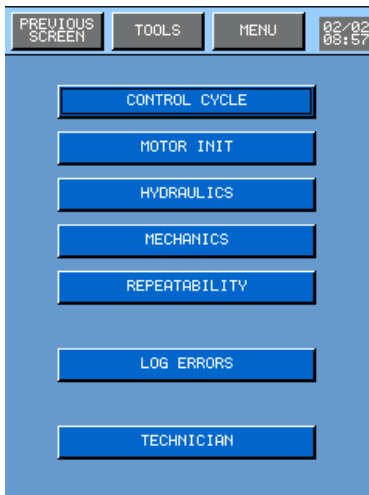 PREVIOUS
SCREEN
TOOLS
MENU
02/02
08:57
CONTROL CYCLE
MOTOR INIT
HYDRAULICS
MECHANICS
REPEATABILITY
LOG ERRORS
TECHNICIAN